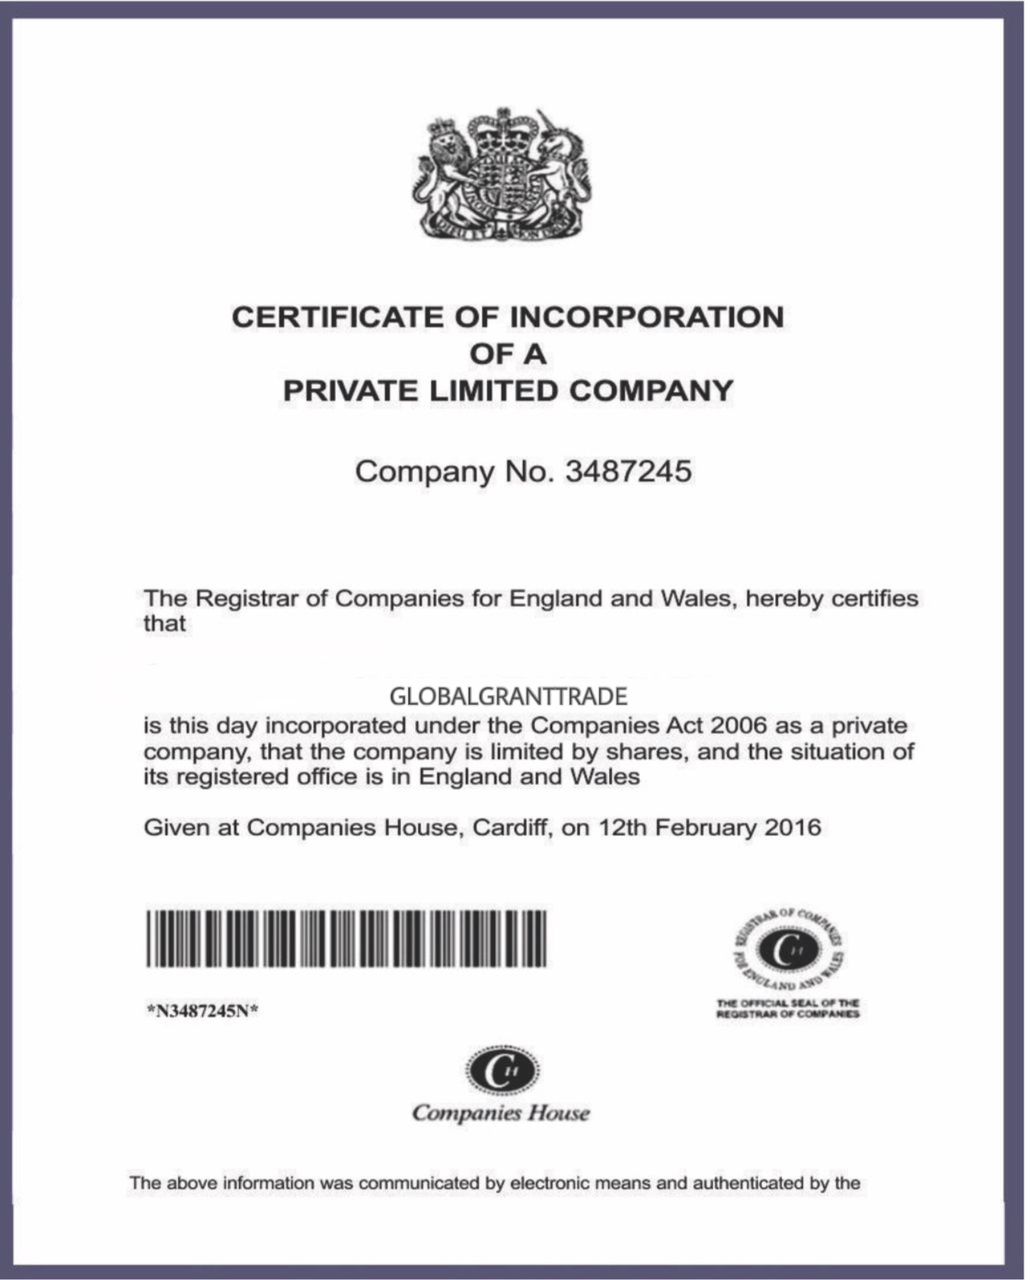 CERTIFICATE OF INCORPORATION
OF A
PRIVATE LIMITED COMPANY
Company No. 3487245
The Registrar of Companies for England and Wales, hereby certifies
that
GLOBALGRANTTRADE
is this day incorporated under the Companies Act 2006 as a private
company, that the company is limited by shares, and the situation of
its registered office is in England and Wales
Given at Companies House, Cardiff, on 12th February 2016
*N3487245N*
REGISTRAR OF COMPANIES
FOR ENGLAND AND WALES
CH
THE OFFICIAL SEAL OF THE
REGISTRAR OF COMPANIES
CH
Companies House
The above information was communicated by electronic means and authenticated by the